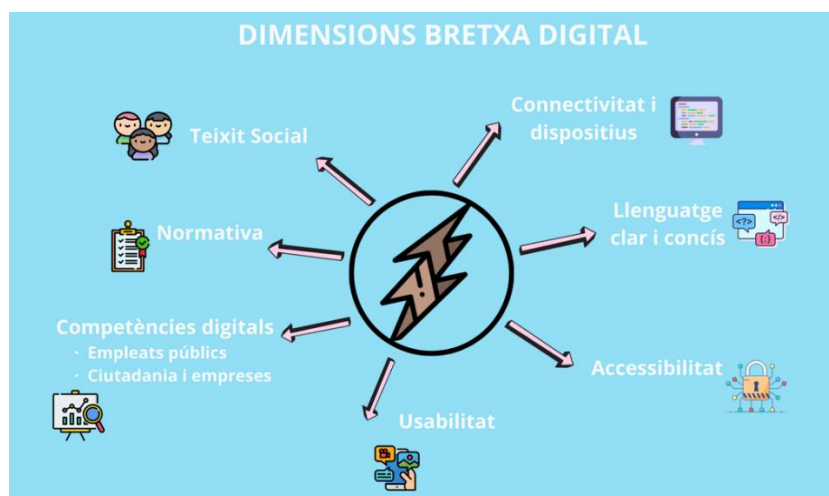 DIMENSIONS BRETXA DIGITAL
Teixit Social
Connectivitat i
dispositius
Normativa
Llenguatge
clar i concís
Competències digitals
· Empleats públics
· Ciutadania i empreses
Accessibilitat
Usabilitat